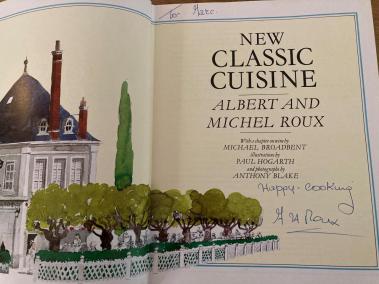 To Marc.
NEW
CLASSIC
CUISINE
ALBERT AND
MICHEL ROUX
With a chapter on wine by
MICHAEL BROADBENT
illustrations by
PAUL HOGARTH
and photographs by
ANTHONY BLAKE
Happy-Cooking
Roux